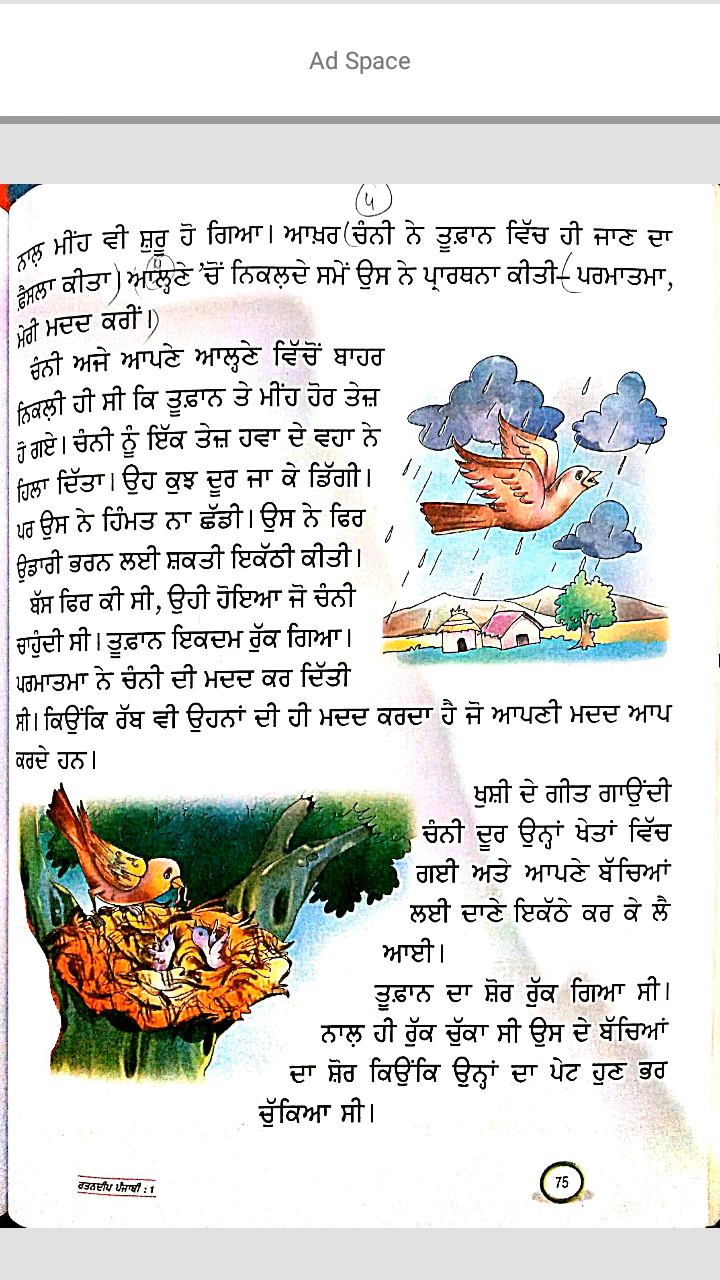 Ad Space
੫
ਨਾਲ਼ ਮੀਂਹ ਵੀ ਸ਼ੁਰੂ ਹੋ ਗਿਆ। ਆਖ਼ਰ (ਚੰਨੀ ਨੇ ਤੂਫ਼ਾਨ ਵਿੱਚ ਹੀ ਜਾਣ ਦਾ
ਫ਼ੈਸਲਾ ਕੀਤਾ) ਆਲ੍ਹਣੇ 'ਚੋਂ ਨਿਕਲ਼ਦੇ ਸਮੇਂ ਉਸ ਨੇ ਪ੍ਰਾਰਥਨਾ ਕੀਤੀ–(ਪਰਮਾਤਮਾ,
ਮੇਰੀ ਮਦਦ ਕਰੀਂ।)
ਚੰਨੀ ਅਜੇ ਆਪਣੇ ਆਲ੍ਹਣੇ ਵਿੱਚੋਂ ਬਾਹਰ
ਨਿਕਲ਼ੀ ਹੀ ਸੀ ਕਿ ਤੂਫ਼ਾਨ ਤੇ ਮੀਂਹ ਹੋਰ ਤੇਜ਼
ਹੋ ਗਏ। ਚੰਨੀ ਨੂੰ ਇੱਕ ਤੇਜ਼ ਹਵਾ ਦੇ ਵਹਾ ਨੇ
ਹਿਲਾ ਦਿੱਤਾ। ਉਹ ਕੁਝ ਦੂਰ ਜਾ ਕੇ ਡਿੱਗੀ।
ਪਰ ਉਸ ਨੇ ਹਿੰਮਤ ਨਾ ਛੱਡੀ। ਉਸ ਨੇ ਫਿਰ
ਉਡਾਰੀ ਭਰਨ ਲਈ ਸ਼ਕਤੀ ਇਕੱਠੀ ਕੀਤੀ।
ਬੱਸ ਫਿਰ ਕੀ ਸੀ, ਉਹੀ ਹੋਇਆ ਜੋ ਚੰਨੀ
ਚਾਹੁੰਦੀ ਸੀ। ਤੂਫ਼ਾਨ ਇਕਦਮ ਰੁੱਕ ਗਿਆ।
ਪਰਮਾਤਮਾ ਨੇ ਚੰਨੀ ਦੀ ਮਦਦ ਕਰ ਦਿੱਤੀ
ਸੀ। ਕਿਉਂਕਿ ਰੱਬ ਵੀ ਉਹਨਾਂ ਦੀ ਹੀ ਮਦਦ ਕਰਦਾ ਹੈ ਜੋ ਆਪਣੀ ਮਦਦ ਆਪ
ਕਰਦੇ ਹਨ।
ਖ਼ੁਸ਼ੀ ਦੇ ਗੀਤ ਗਾਉਂਦੀ
ਚੰਨੀ ਦੂਰ ਉਨ੍ਹਾਂ ਖੇਤਾਂ ਵਿੱਚ
ਗਈ ਅਤੇ ਆਪਣੇ ਬੱਚਿਆਂ
ਲਈ ਦਾਣੇ ਇਕੱਠੇ ਕਰ ਕੇ ਲੈ
ਆਈ।
ਤੂਫ਼ਾਨ ਦਾ ਸ਼ੋਰ ਰੁੱਕ ਗਿਆ ਸੀ।
ਨਾਲ਼ ਹੀ ਰੁੱਕ ਚੁੱਕਾ ਸੀ ਉਸ ਦੇ ਬੱਚਿਆਂ
ਦਾ ਸ਼ੋਰ ਕਿਉਂਕਿ ਉਨ੍ਹਾਂ ਦਾ ਪੇਟ ਹੁਣ ਭਰ
ਚੁੱਕਿਆ ਸੀ।
ਰਤਨਦੀਪ ਪੰਜਾਬੀ : 1
75